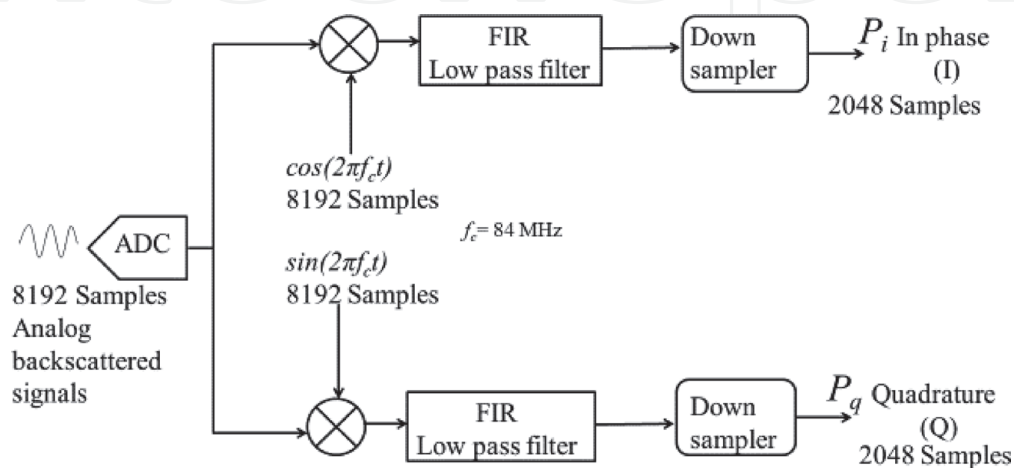 FIR
Low pass filter
Down
sampler
P_i In phase
(I)
2048 Samples
cos(2πf_ct)
8192 Samples
f_c= 84 MHz
ADC
sin(2πf_ct)
8192 Samples
8192 Samples
Analog
backscattered
signals
FIR
Low pass filter
Down
sampler
P_q Quadrature
(Q)
2048 Samples